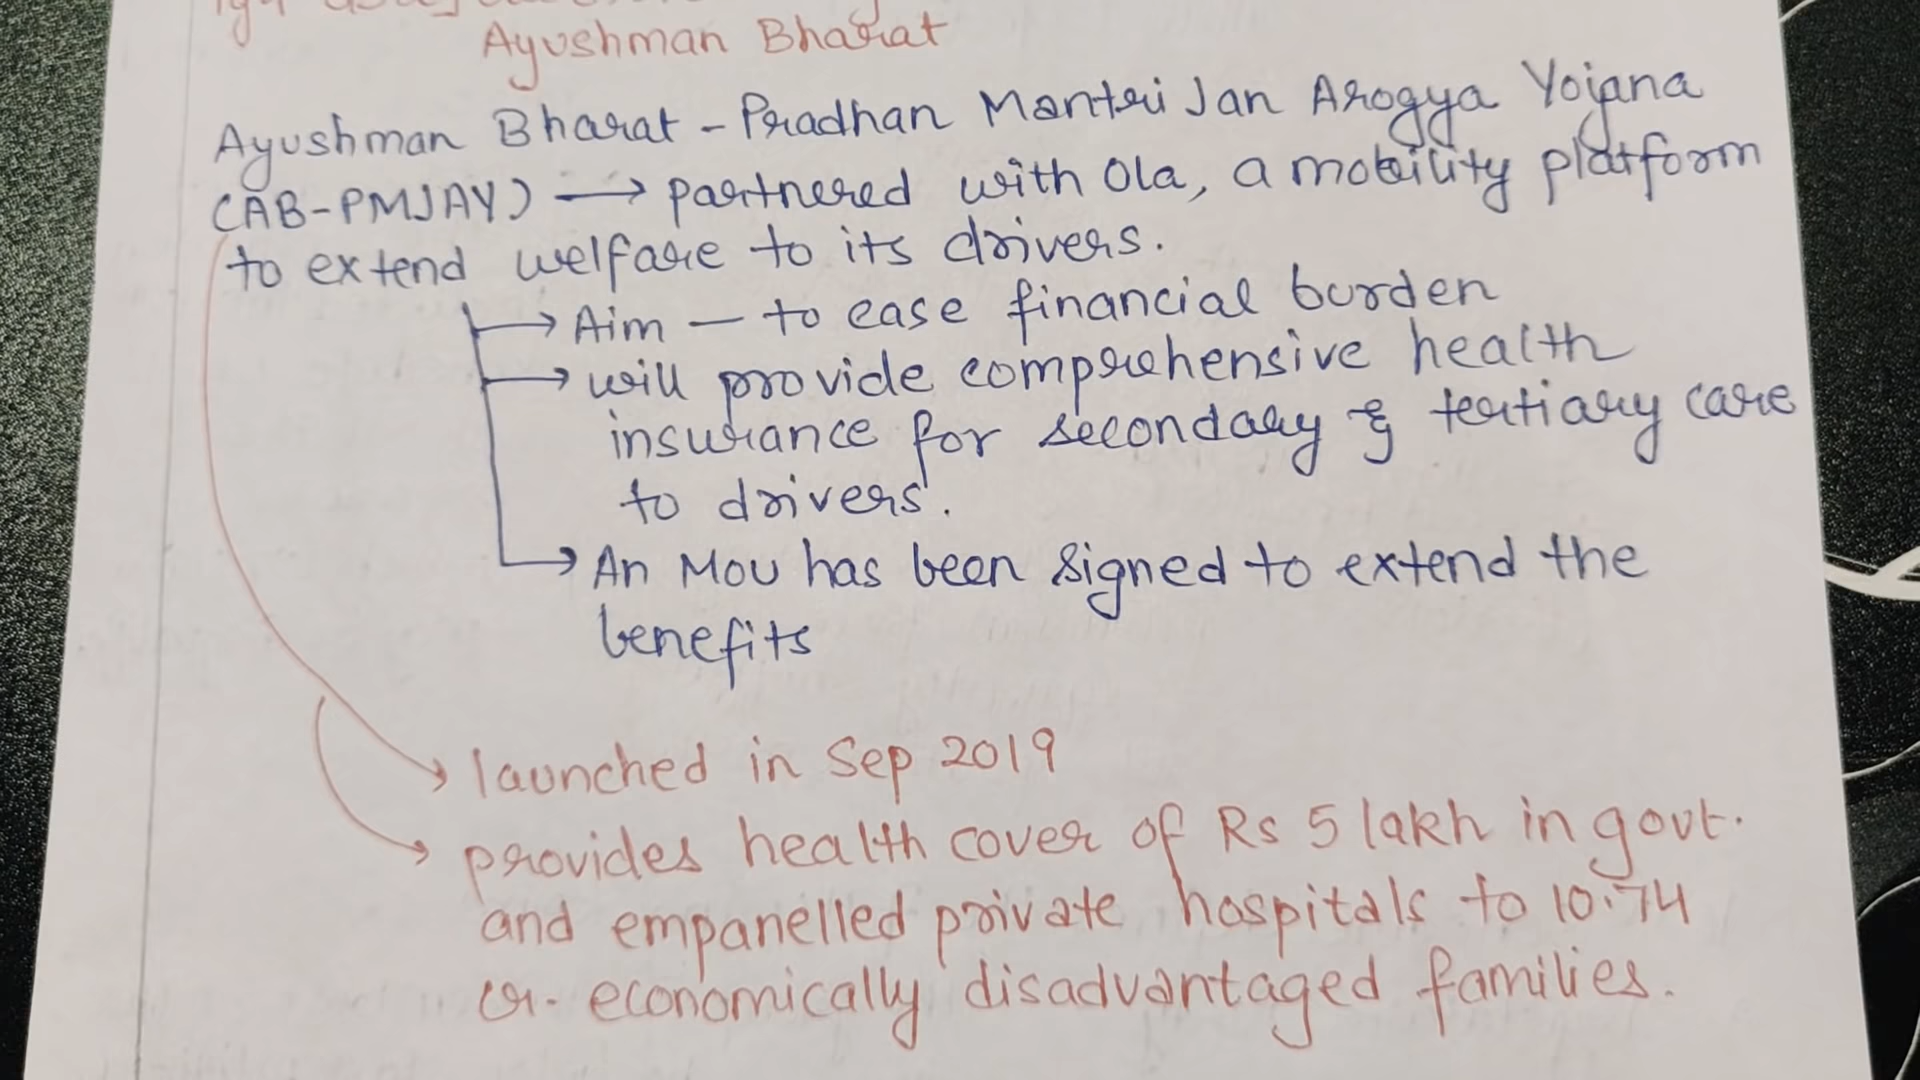 Ayushman Bharat
Ayushman Bharat - Pradhan Mantri Jan Arogya Yojana
(AB-PMJAY) → partnered with Ola, a mobility platform
to extend welfare to its drivers.
→ Aim — to ease financial burden
→ will provide comprehensive health
insurance for secondary & tertiary care
to drivers.
→ An Mou has been signed to extend the
benefits
→ launched in Sep 2019
→ provides health cover of Rs 5 lakh in govt.
and empanelled private hospitals to 10.74
cr. economically disadvantaged families.